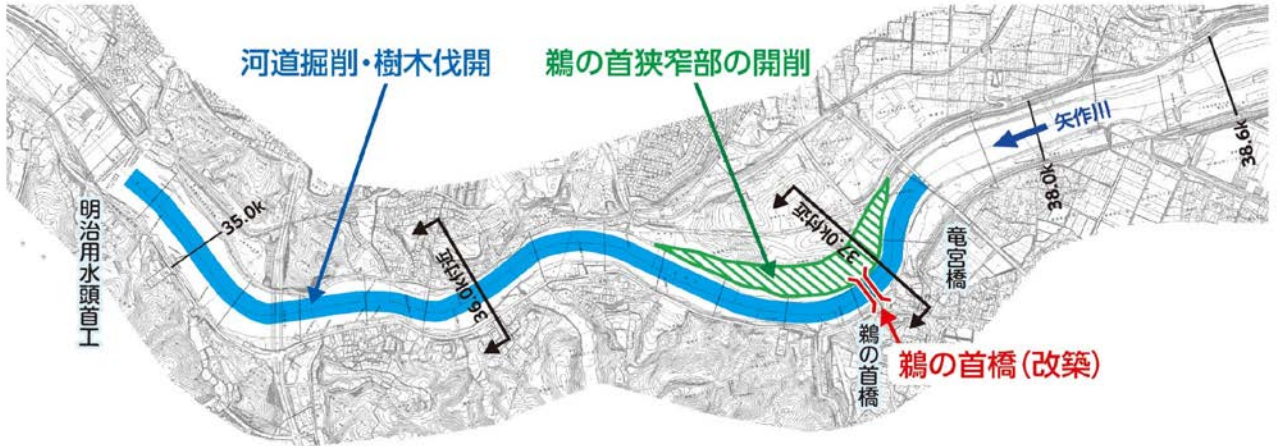 河道掘削・樹木伐開
鵜の首狭窄部の開削
矢作川
38.6k
38.0k
37.0k付近
36.0k付近
35.0k
明治用水頭首工
竜宮橋
鵜の首橋
鵜の首橋(改築)